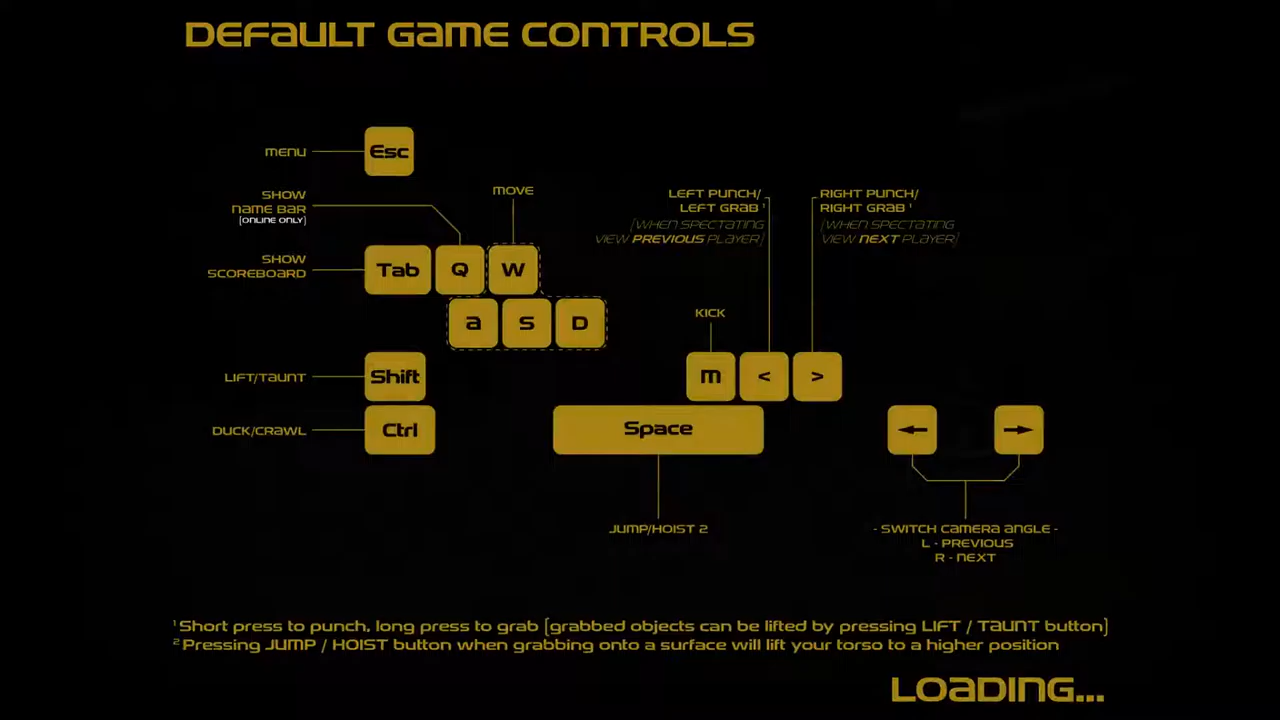 DEFAULT GAME CONTROLS
MENU
Esc
SHOW
NAME BAR
[ONLINE ONLY]
MOVE
LEFT PUNCH/
LEFT GRAB ¹
[WHEN SPECTATING
VIEW PREVIOUS PLAYER]
RIGHT PUNCH/
RIGHT GRAB ¹
[WHEN SPECTATING
VIEW NEXT PLAYER]
SHOW
SCOREBOARD
Tab Q W
a S D
KICK
LIFT/TAUNT
Shift
m < >
DUCK/CRAWL
Ctrl
Space
← →
JUMP/HOIST 2
- SWITCH CAMERA ANGLE -
L - PREVIOUS
R - NEXT
¹ Short press to punch, long press to grab [grabbed objects can be lifted by pressing LIFT / TAUNT button]
² Pressing JUMP / HOIST button when grabbing onto a surface will lift your torso to a higher position
LOADING...